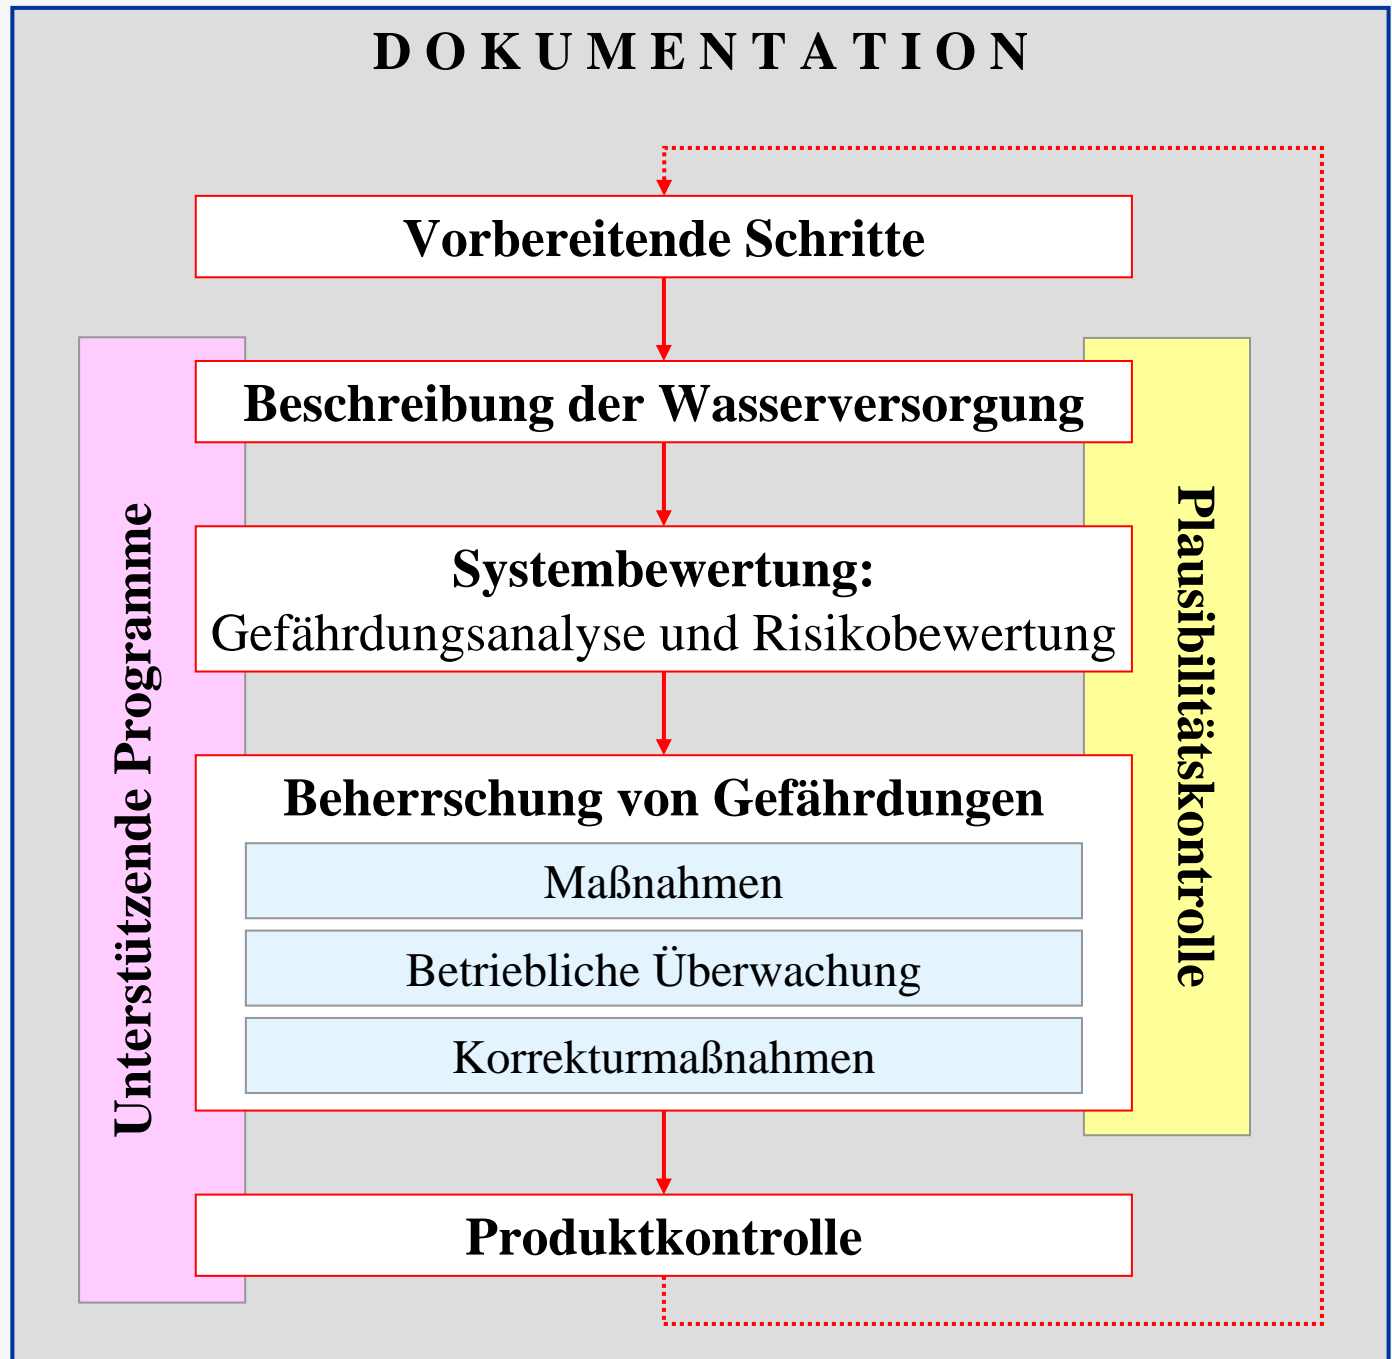 DOKUMENTATION
Vorbereitende Schritte
Beschreibung der Wasserversorgung
Systembewertung:
Gefährdungsanalyse und Risikobewertung
Beherrschung von Gefährdungen
Maßnahmen
Betriebliche Überwachung
Korrekturmaßnahmen
Produktkontrolle
Unterstützende Programme
Plausibilitätskontrolle